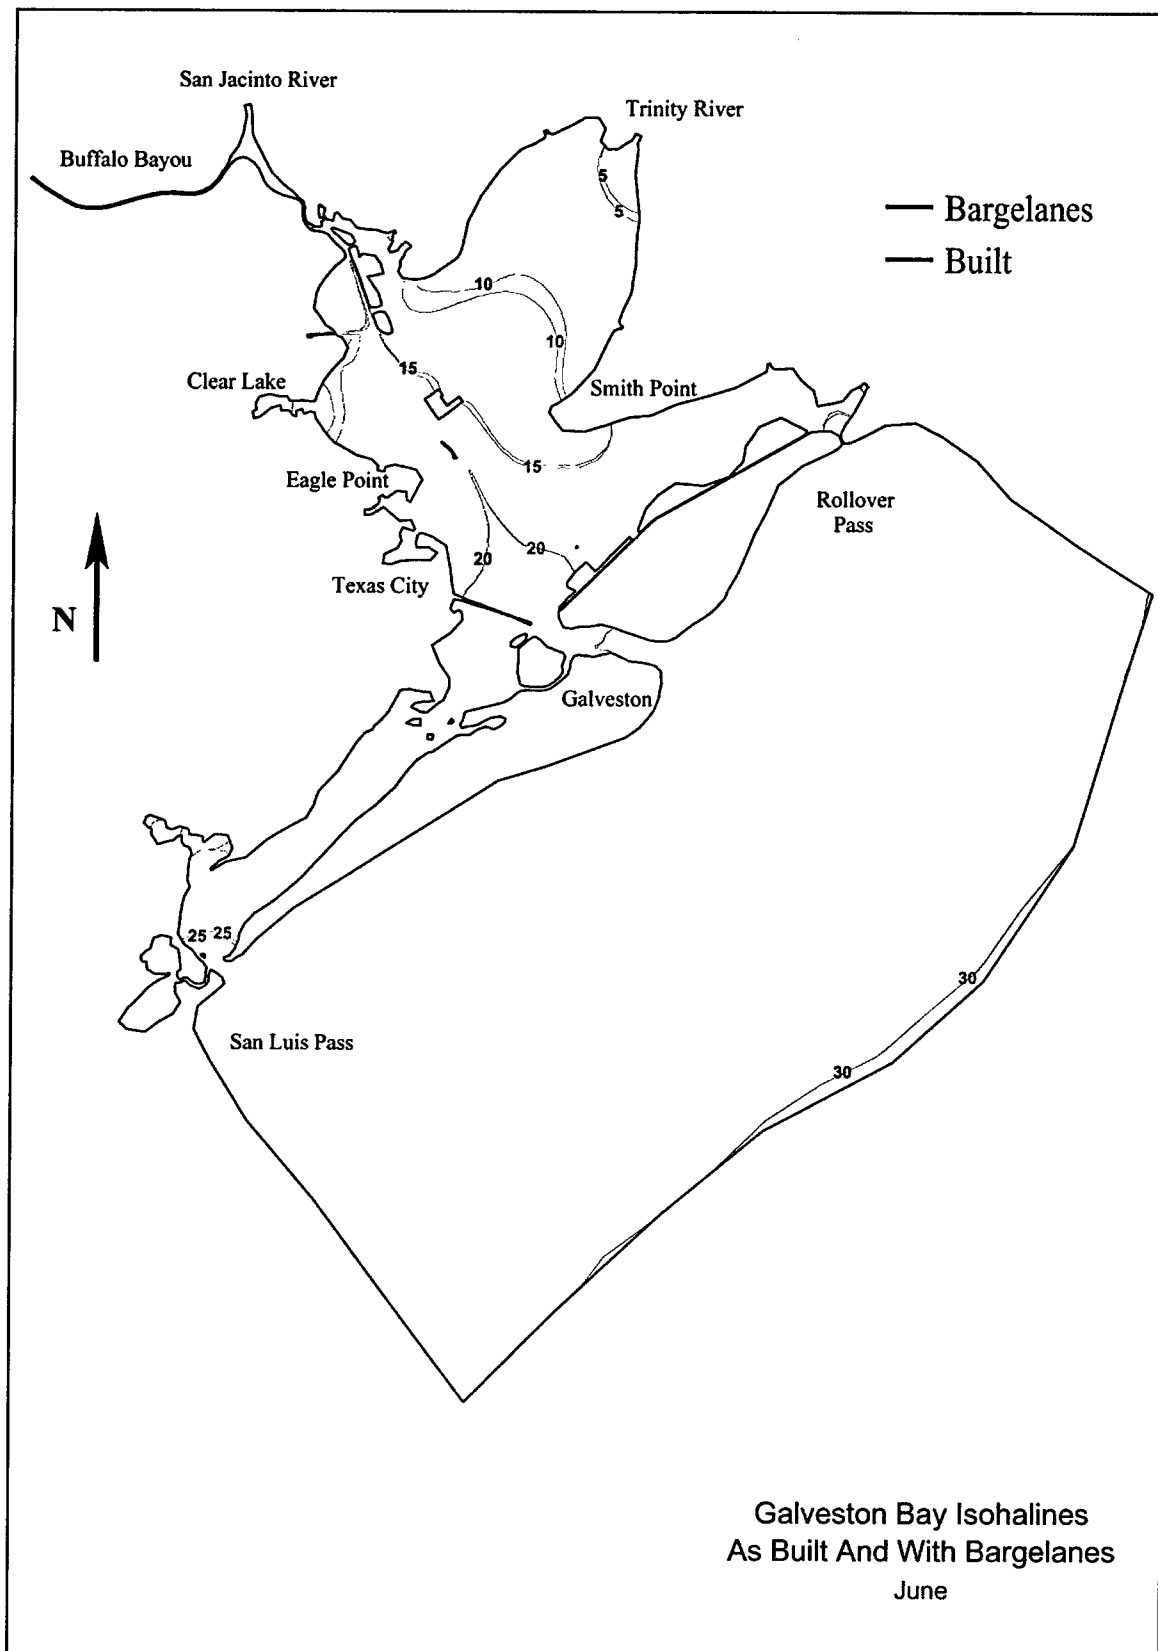 San Jacinto River
Trinity River
Buffalo Bayou
5
5
Bargelanes
Built
10
10
15
Clear Lake
Smith Point
15
Eagle Point
Rollover
Pass
20
20
Texas City
N
Galveston
25
25
30
San Luis Pass
30
Galveston Bay Isohalines
As Built And With Bargelanes
June